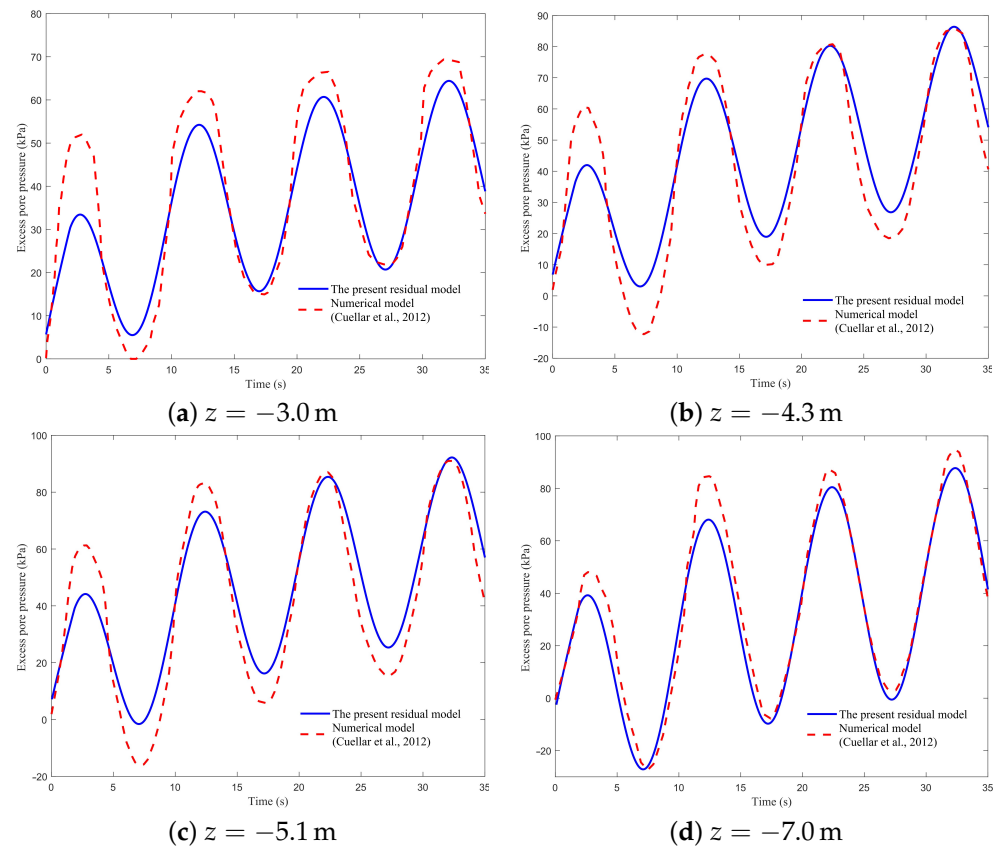 80
70
60
50
40
30
20
10
0
Excess pore pressure (kPa)
0 5 10 15 20 25 30 35
Time (s)
The present residual model
Numerical model
(Cuellar et al., 2012)
(a) z = −3.0 m
90
80
70
60
50
40
30
20
10
0
-10
-20
Excess pore pressure (kPa)
0 5 10 15 20 25 30 35
Time (s)
The present residual model
Numerical model
(Cuellar et al., 2012)
(b) z = −4.3 m
100
80
60
40
20
0
-20
Excess pore pressure (kPa)
0 5 10 15 20 25 30 35
Time (s)
The present residual model
Numerical model
(Cuellar et al., 2012)
(c) z = −5.1 m
100
80
60
40
20
0
-20
Excess pore pressure (kPa)
0 5 10 15 20 25 30 35
Time (s)
The present residual model
Numerical model
(Cuellar et al., 2012)
(d) z = −7.0 m